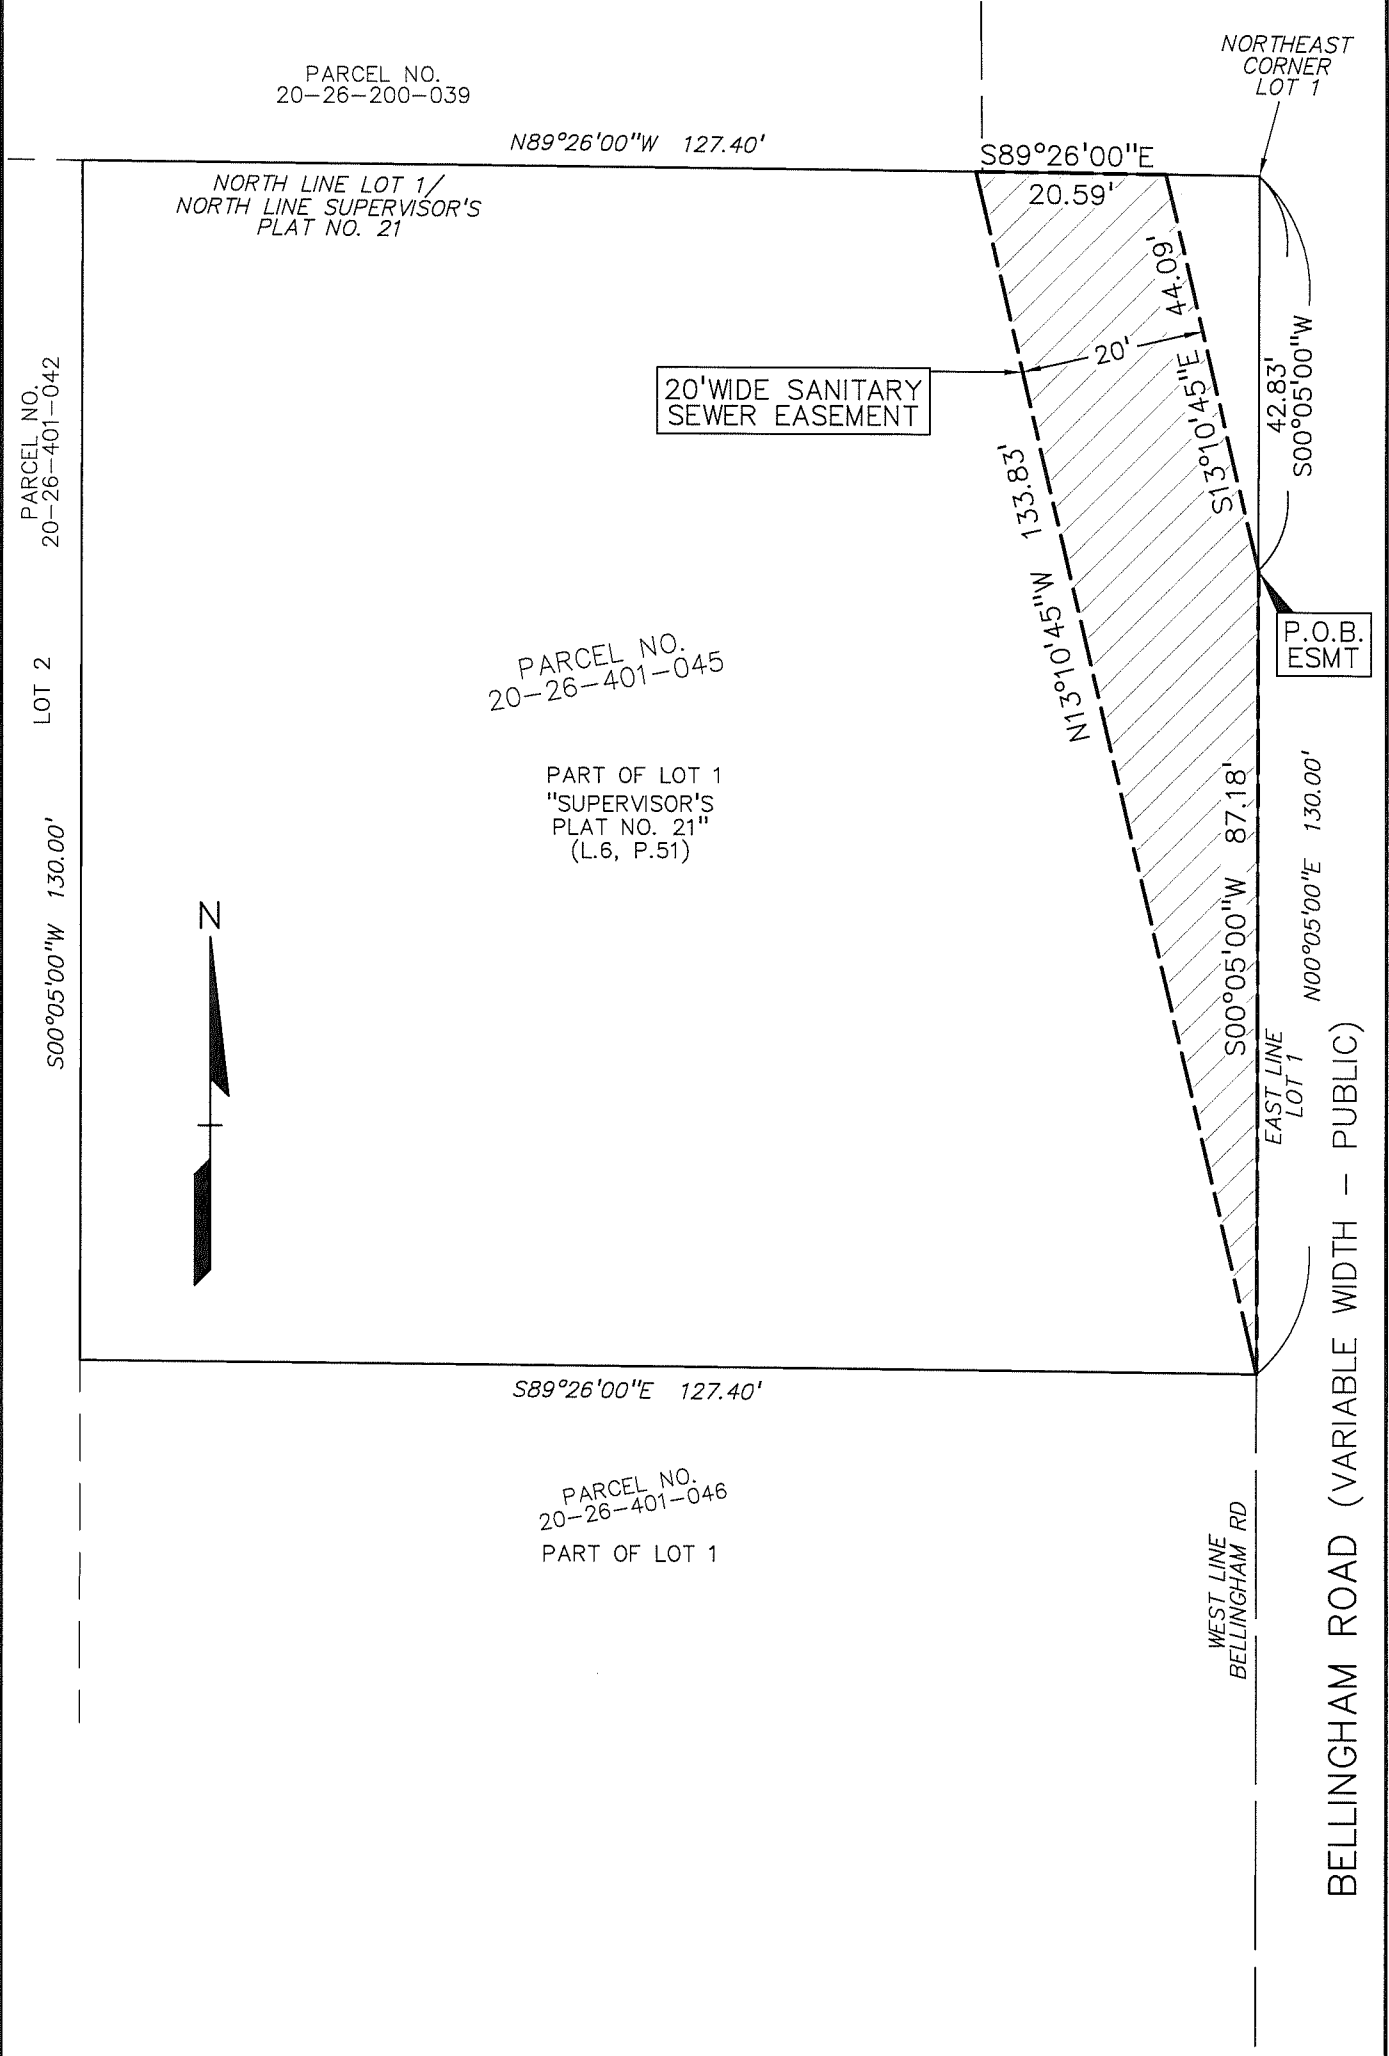 NORTHEAST
CORNER
LOT 1
PARCEL NO.
20-26-200-039
N89°26'00"W 127.40'
S89°26'00"E
20.59'
NORTH LINE LOT 1/
NORTH LINE SUPERVISOR'S
PLAT NO. 21
44.09'
S13°10'45"E
20'
42.83'
S00°05'00"W
20'WIDE SANITARY
SEWER EASEMENT
PARCEL NO.
20-26-401-042
LOT 2
S00°05'00"W 130.00'
N13°10'45"W 133.83'
P.O.B.
ESMT
PARCEL NO.
20-26-401-045
PART OF LOT 1
"SUPERVISOR'S
PLAT NO. 21"
(L.6, P.51)
S00°05'00"W 87.18'
N00°05'00"E 130.00'
N
EAST LINE
LOT 1
S89°26'00"E 127.40'
PARCEL NO.
20-26-401-046
PART OF LOT 1
WEST LINE
BELLINGHAM RD
BELLINGHAM ROAD (VARIABLE WIDTH - PUBLIC)